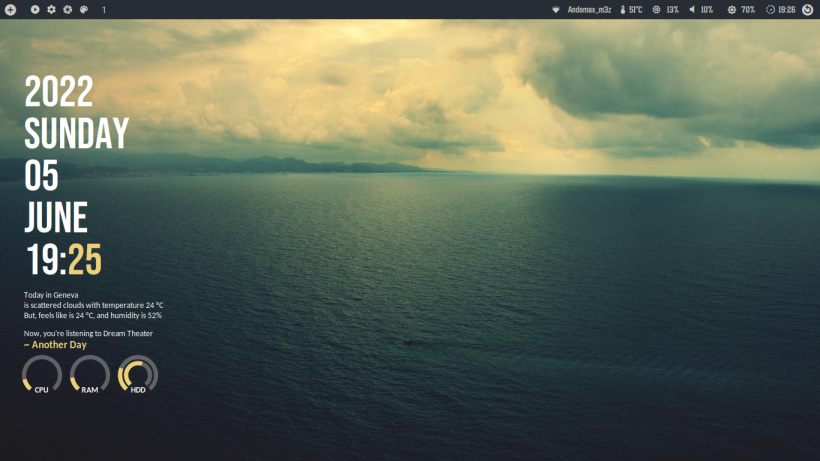 1
Andomax_m3z 51°C 13% 10% 70% 19:26
2022
SUNDAY
05
JUNE
19:25
Today in Geneva
is scattered clouds with temperature 24 °C
But, feels like is 24 °C, and humidity is 52%
Now, you're listening to Dream Theater
~ Another Day
CPU RAM HDD